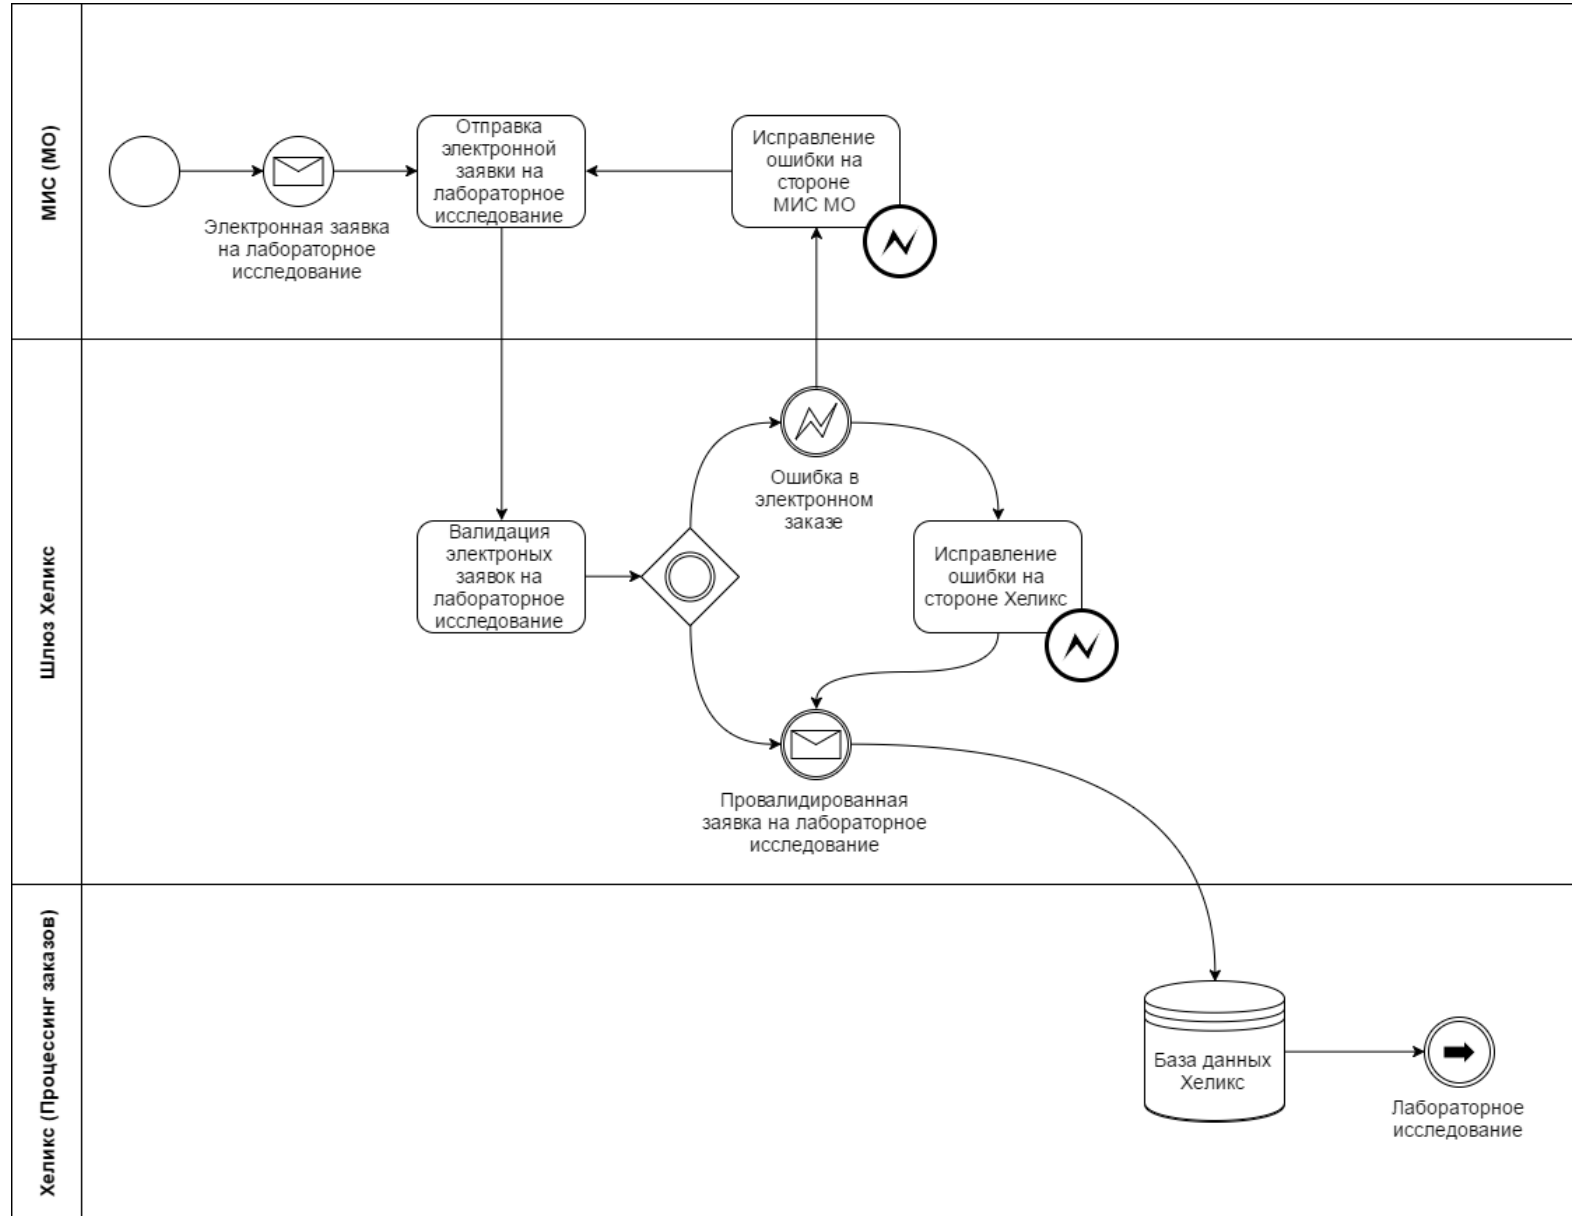 МИС (МО)
Электронная заявка
на лабораторное
исследование
Отправка
электронной
заявки на
лабораторное
исследование
Исправление
ошибки на
стороне
МИС МО
Шлюз Хеликс
Валидация
электроных
заявок на
лабораторное
исследование
Ошибка в
электронном
заказе
Исправление
ошибки на
стороне Хеликс
Провалидированная
заявка на лабораторное
исследование
Хеликс (Процессинг заказов)
База данных
Хеликс
Лабораторное
исследование